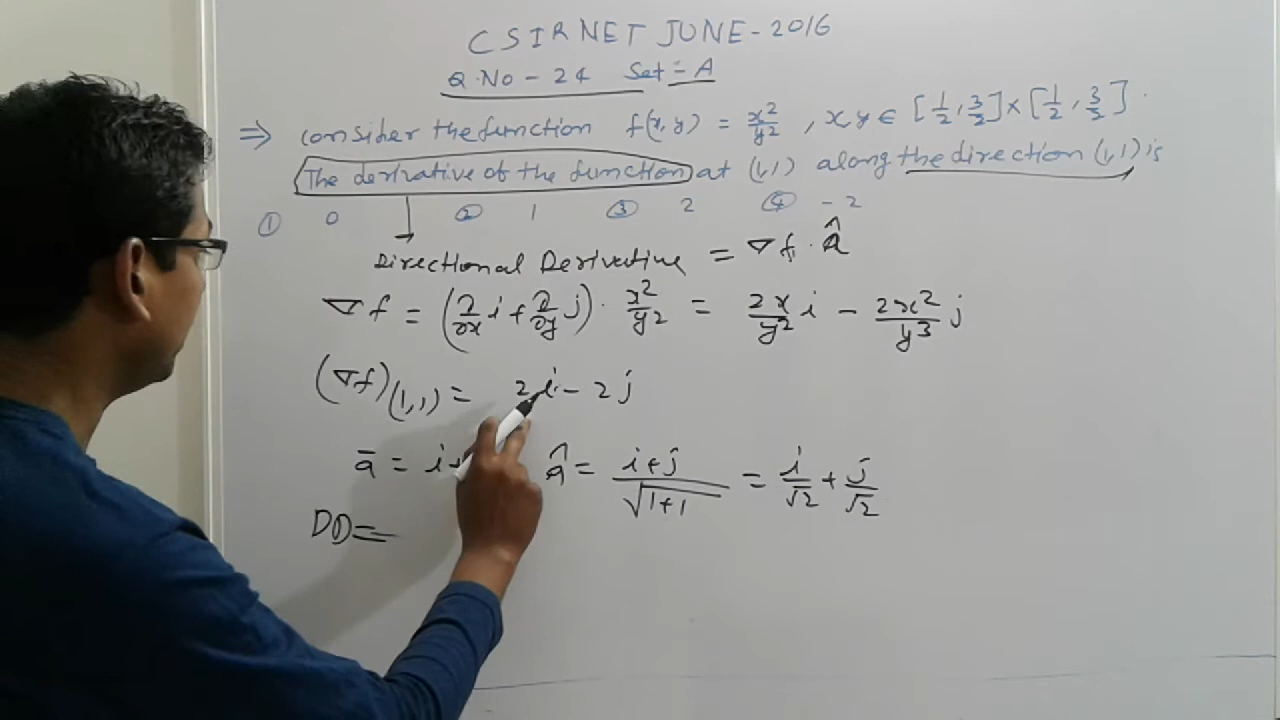 CSIR NET JUNE - 2016
Q.No - 24 Set - A
⇒ Consider the function f(x, y) = x²/y² , x, y ∈ [1/2, 3/2] × [1/2, 3/2].
The derivative of the function at (1,1) along the direction (1,1) is
① 0 ② 1 ③ 2 ④ -2
Directional Derivative = ∇f · â
∇f = (∂/∂x i + ∂/∂y j) · x²/y² = 2x/y² i - 2x²/y³ j
(∇f)(1,1) = 2i - 2j
ā = i+ â = i+j/√1+1 = i/√2 + j/√2
DD =